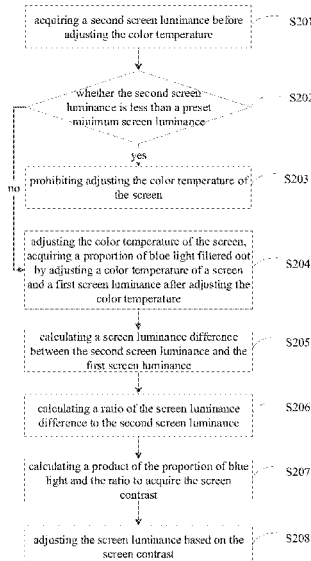 acquiring a second screen luminance before
adjusting the color temperature
S201
whether the second screen
luminance is less than a preset
minimum screen luminance
S202
yes
no
prohibiting adjusting the color temperature of
the screen
S203
adjusting the color temperature of the screen,
acquiring a proportion of blue light filiered out
by adjusting a color temperature of a screen
and a first screen luminance after adjusting the
color temperature
S204
calculating a screen luminance difference
between the second screen luminance and the
first screen luminance
S205
calculating a ratio of the screen luminance
difference to the second screen luminance
S206
calculating a product of the proportion of blue
light and the ratio to acquire the screen
contrast
S207
adjusting the screen luminance based on the
screen contrast
S208